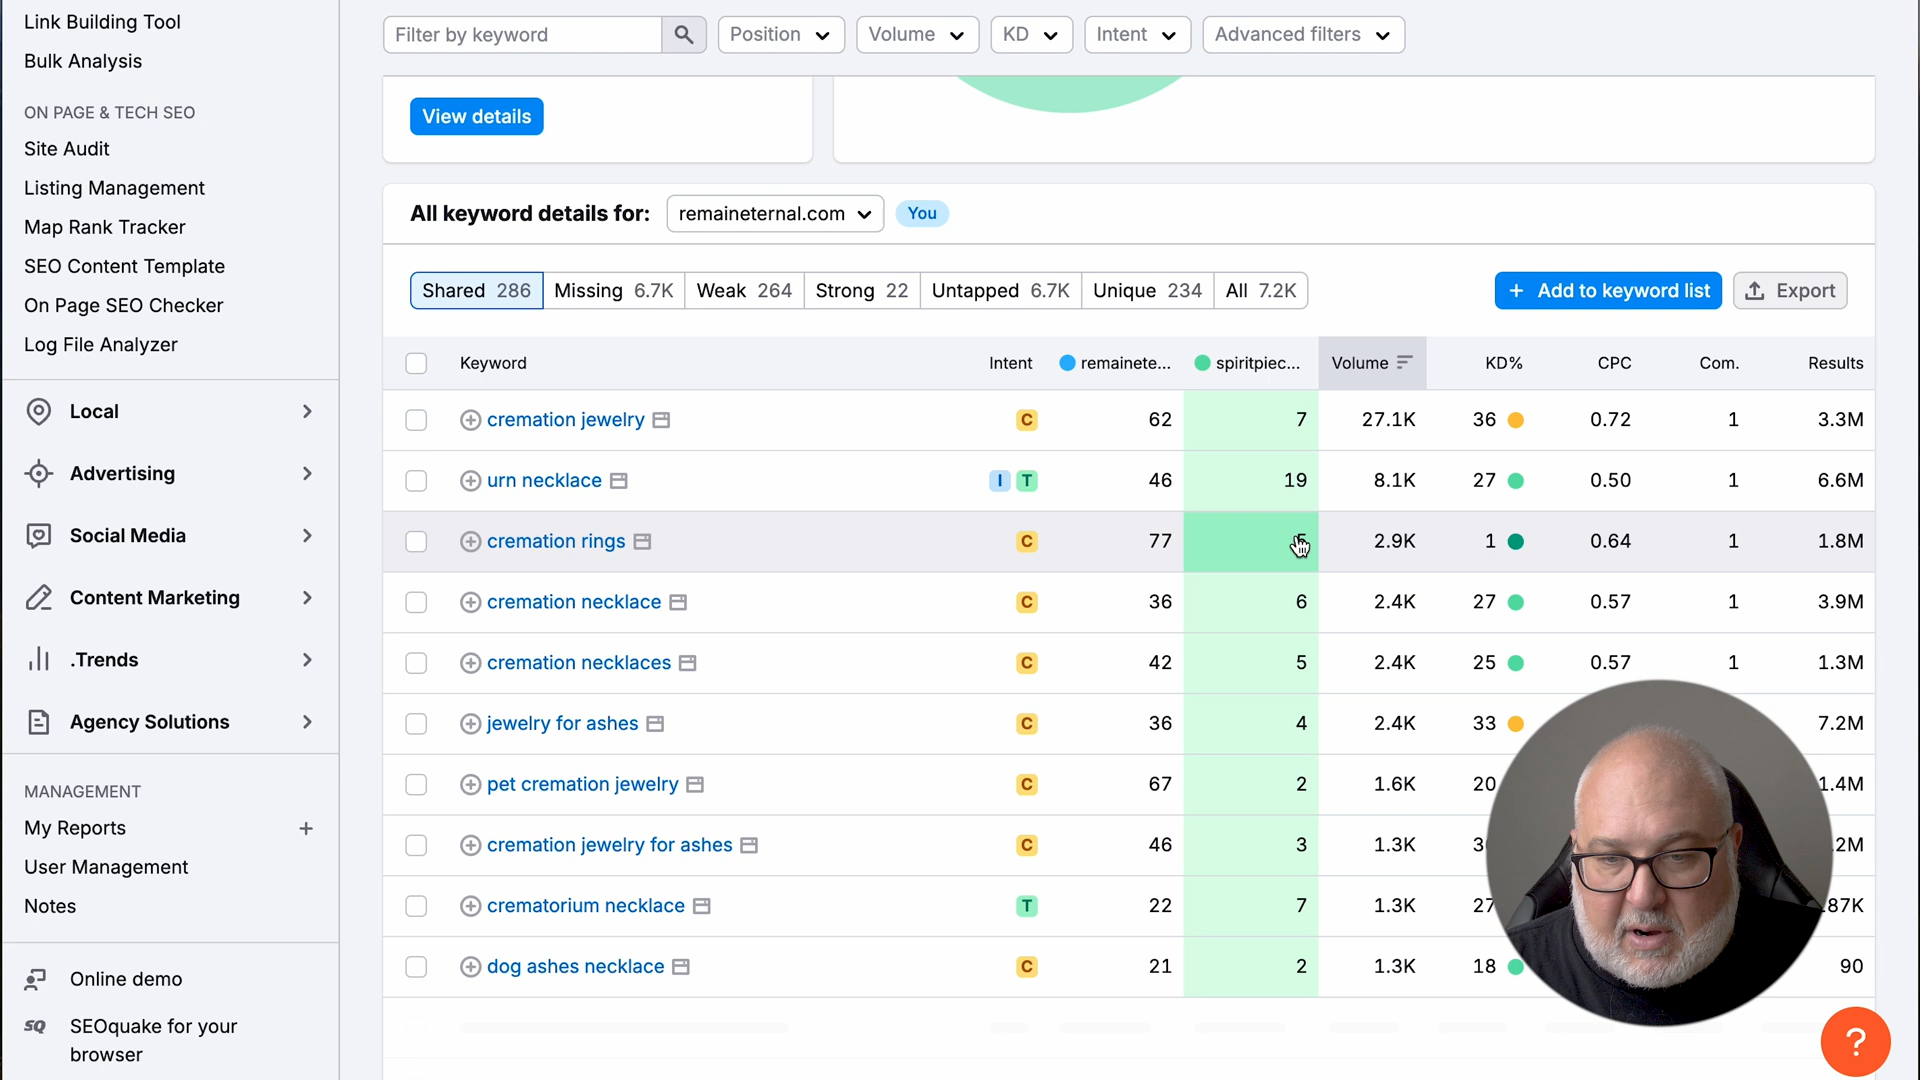 Link Building Tool
Bulk Analysis
ON PAGE & TECH SEO
Site Audit
Listing Management
Map Rank Tracker
SEO Content Template
On Page SEO Checker
Log File Analyzer
Local
Advertising
Social Media
Content Marketing
.Trends
Agency Solutions
MANAGEMENT
My Reports +
User Management
Notes
Online demo
SEOquake for your
browser
Filter by keyword Position Volume KD Intent Advanced filters
View details
All keyword details for: remaineternal.com You
Shared 286 Missing 6.7K Weak 264 Strong 22 Untapped 6.7K Unique 234 All 7.2K + Add to keyword list Export
Keyword Intent remainete... spiritpiec... Volume KD% CPC Com. Results
cremation jewelry C 62 7 27.1K 36 0.72 1 3.3M
urn necklace I T 46 19 8.1K 27 0.50 1 6.6M
cremation rings C 77 2.9K 1 0.64 1 1.8M
cremation necklace C 36 6 2.4K 27 0.57 1 3.9M
cremation necklaces C 42 5 2.4K 25 0.57 1 1.3M
jewelry for ashes C 36 4 2.4K 33 7.2M
pet cremation jewelry C 67 2 1.6K 20 1.4M
cremation jewelry for ashes C 46 3 1.3K
crematorium necklace T 22 7 1.3K 27
dog ashes necklace C 21 2 1.3K 18 90
?